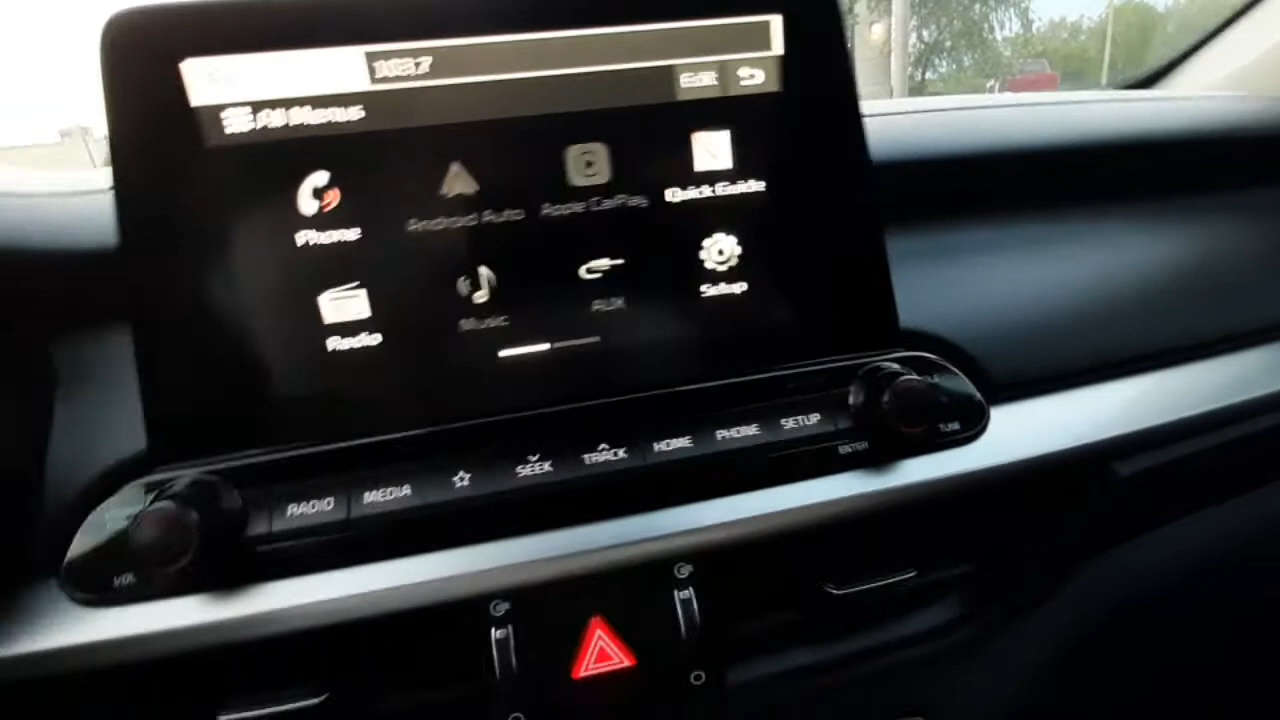 All Menus
Edit
Phone
Android Auto
Apple CarPlay
Quick Guide
Radio
Music
AUX
Setup
VOL
RADIO
MEDIA
SEEK
TRACK
HOME
PHONE
SETUP
ENTER
TUNE